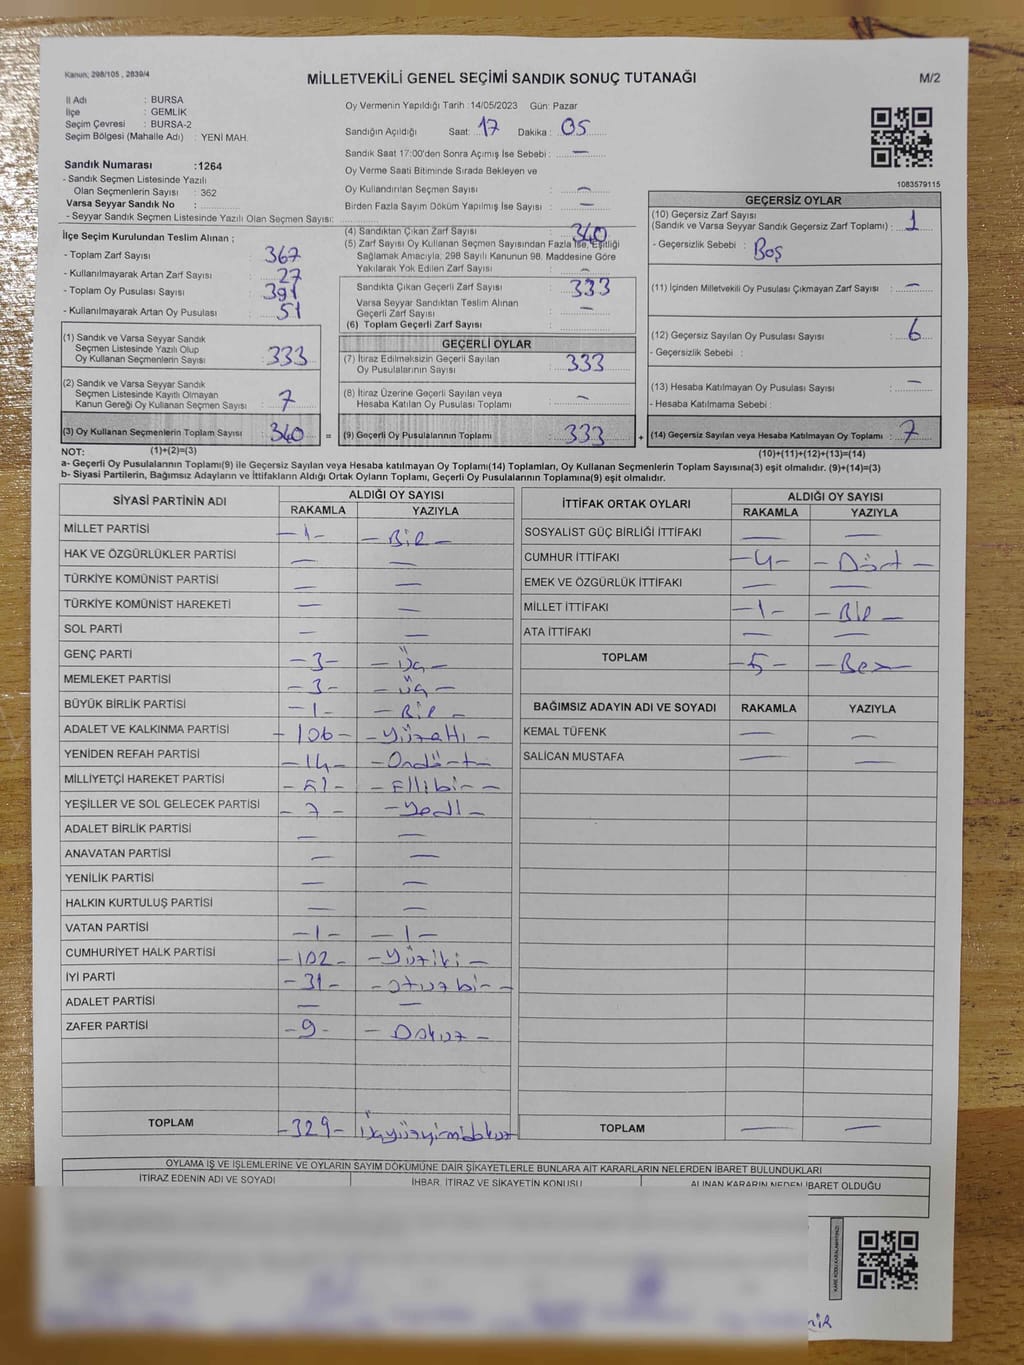 Kanun, 298/105 , 2839/4
MİLLETVEKİLİ GENEL SEÇİMİ SANDIK SONUÇ TUTANAĞI
M/2
İl Adı : BURSA
İlçe : GEMLİK
Seçim Çevresi : BURSA-2
Seçim Bölgesi (Mahalle Adı) : YENİ MAH.
Sandık Numarası :1264
- Sandık Seçmen Listesinde Yazılı
Olan Seçmenlerin Sayısı : 362
Varsa Seyyar Sandık No :
- Seyyar Sandık Seçmen Listesinde Yazılı Olan Seçmen Sayısı:
Oy Vermenin Yapıldığı Tarih :14/05/2023 Gün: Pazar
Sandığın Açıldığı Saat: 17 Dakika : 05
Sandık Saat 17:00'den Sonra Açımış İse Sebebi : —
Oy Verme Saati Bitiminde Sırada Bekleyen ve
Oy Kullandırılan Seçmen Sayısı : —
Birden Fazla Sayım Döküm Yapılmış İse Sayısı : —
1083579115
İlçe Seçim Kurulundan Teslim Alınan ;
- Toplam Zarf Sayısı : 367
- Kullanılmayarak Artan Zarf Sayısı : 27
- Toplam Oy Pusulası Sayısı : 391
- Kullanılmayarak Artan Oy Pusulası : 51
(1) Sandık ve Varsa Seyyar Sandık
Seçmen Listesinde Yazılı Olup
Oy Kullanan Seçmenlerin Sayısı : 333
(2) Sandık ve Varsa Seyyar Sandık
Seçmen Listesinde Kayıtlı Olmayan
Kanun Gereği Oy Kullanan Seçmen Sayısı : 7
(3) Oy Kullanan Seçmenlerin Toplam Sayısı : 340
(4) Sandıktan Çıkan Zarf Sayısı : 340
(5) Zarf Sayısı Oy Kullanan Seçmen Sayısından Fazla İse, Eşitliği
Sağlamak Amacıyla, 298 Sayılı Kanunun 98. Maddesine Göre
Yakılarak Yok Edilen Zarf Sayısı : —
Sandıkta Çıkan Geçerli Zarf Sayısı : 333
Varsa Seyyar Sandıktan Teslim Alınan
Geçerli Zarf Sayısı : —
(6) Toplam Geçerli Zarf Sayısı :
GEÇERLİ OYLAR
(7) İtiraz Edilmeksizin Geçerli Sayılan
Oy Pusulalarının Sayısı : 333
(8) İtiraz Üzerine Geçerli Sayılan veya
Hesaba Katılan Oy Pusulası Toplamı : —
= (9) Geçerli Oy Pusulalarının Toplamı : 333
GEÇERSİZ OYLAR
(10) Geçersiz Zarf Sayısı
(Sandık ve Varsa Seyyar Sandık Geçersiz Zarf Toplamı) : 1
- Geçersizlik Sebebi : Boş
(11) İçinden Milletvekili Oy Pusulası Çıkmayan Zarf Sayısı : —
(12) Geçersiz Sayılan Oy Pusulası Sayısı : 6
- Geçersizlik Sebebi :
(13) Hesaba Katılmayan Oy Pusulası Sayısı : —
- Hesaba Katılmama Sebebi :
+ (14) Geçersiz Sayılan veya Hesaba Katılmayan Oy Toplamı : 7
NOT: (1)+(2)=(3) (10)+(11)+(12)+(13)=(14)
a- Geçerli Oy Pusulalarının Toplamı(9) ile Geçersiz Sayılan veya Hesaba katılmayan Oy Toplamı(14) Toplamları, Oy Kullanan Seçmenlerin Toplam Sayısına(3) eşit olmalıdır. (9)+(14)=(3)
b- Siyasi Partilerin, Bağımsız Adayların ve İttifakların Aldığı Ortak Oyların Toplamı, Geçerli Oy Pusulalarının Toplamına(9) eşit olmalıdır.
SİYASİ PARTİNİN ADI ALDIĞI OY SAYISI
RAKAMLA YAZIYLA
MİLLET PARTİSİ -1- - Bir -
HAK VE ÖZGÜRLÜKLER PARTİSİ — —
TÜRKİYE KOMÜNİST PARTİSİ — —
TÜRKİYE KOMÜNİST HAREKETİ — —
SOL PARTİ — —
GENÇ PARTİ -3- - Üç -
MEMLEKET PARTİSİ -3- - Üç -
BÜYÜK BİRLİK PARTİSİ -1- - Bir -
ADALET VE KALKINMA PARTİSİ -106- -Yüzaltı -
YENİDEN REFAH PARTİSİ -14- -Ondört-
MİLLİYETÇİ HAREKET PARTİSİ -51- - Ellibir -
YEŞİLLER VE SOL GELECEK PARTİSİ -7- -Yedi -
ADALET BİRLİK PARTİSİ — —
ANAVATAN PARTİSİ — —
YENİLİK PARTİSİ — —
HALKIN KURTULUŞ PARTİSİ — —
VATAN PARTİSİ -1- -1-
CUMHURİYET HALK PARTİSİ -102- -Yüziki -
İYİ PARTİ -31- -otuzbir-
ADALET PARTİSİ — —
ZAFER PARTİSİ -9- - Dokuz -
TOPLAM -329- Üçyüzyirmidokuz
İTTİFAK ORTAK OYLARI ALDIĞI OY SAYISI
RAKAMLA YAZIYLA
SOSYALİST GÜÇ BİRLİĞİ İTTİFAKI — —
CUMHUR İTTİFAKI -4- - Dört -
EMEK VE ÖZGÜRLÜK İTTİFAKI — —
MİLLET İTTİFAKI -1- - Bir -
ATA İTTİFAKI — —
TOPLAM -5- - Beş -
BAĞIMSIZ ADAYIN ADI VE SOYADI RAKAMLA YAZIYLA
KEMAL TÜFENK — —
SALİCAN MUSTAFA — —
TOPLAM — —
OYLAMA İŞ VE İŞLEMLERİNE VE OYLARIN SAYIM DÖKÜMÜNE DAİR ŞİKAYETLERLE BUNLARA AİT KARARLARIN NELERDEN İBARET BULUNDUKLARI
İTİRAZ EDENİN ADI VE SOYADI İHBAR, İTİRAZ VE ŞİKAYETİN KONUSU ALINAN KARARIN NEDEN İBARET OLDUĞU